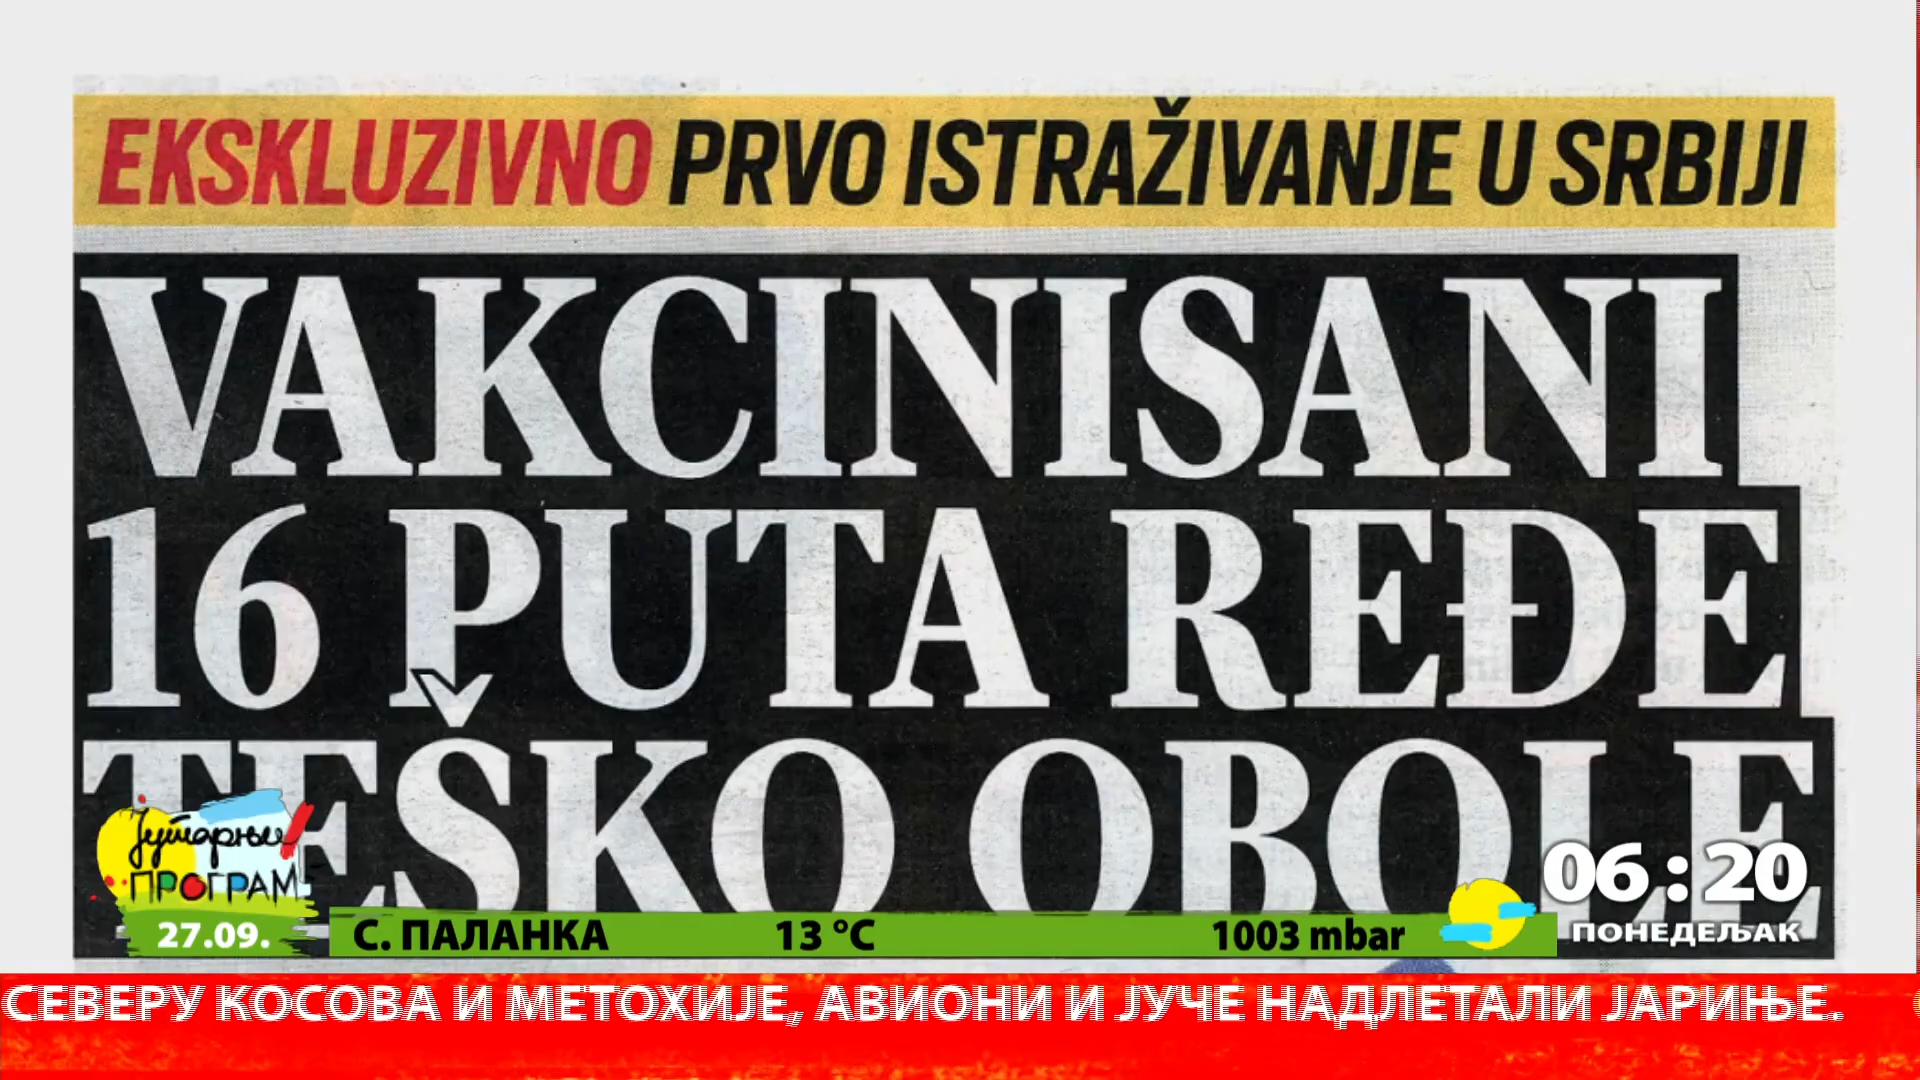 EKSKLUZIVNO PRVO ISTRAŽIVANJE U SRBIJI
VAKCINISANI
16 PUTA REĐE
TEŠKO OBOLE
Јутарњи
ПРОГРАМ
27.09.
С. ПАЛАНКА 13 °C 1003 mbar
06:20
ПОНЕДЕЉАК
СЕВЕРУ КОСОВА И МЕТОХИЈЕ, АВИОНИ И ЈУЧЕ НАДЛЕТАЛИ ЈАРИЊЕ.